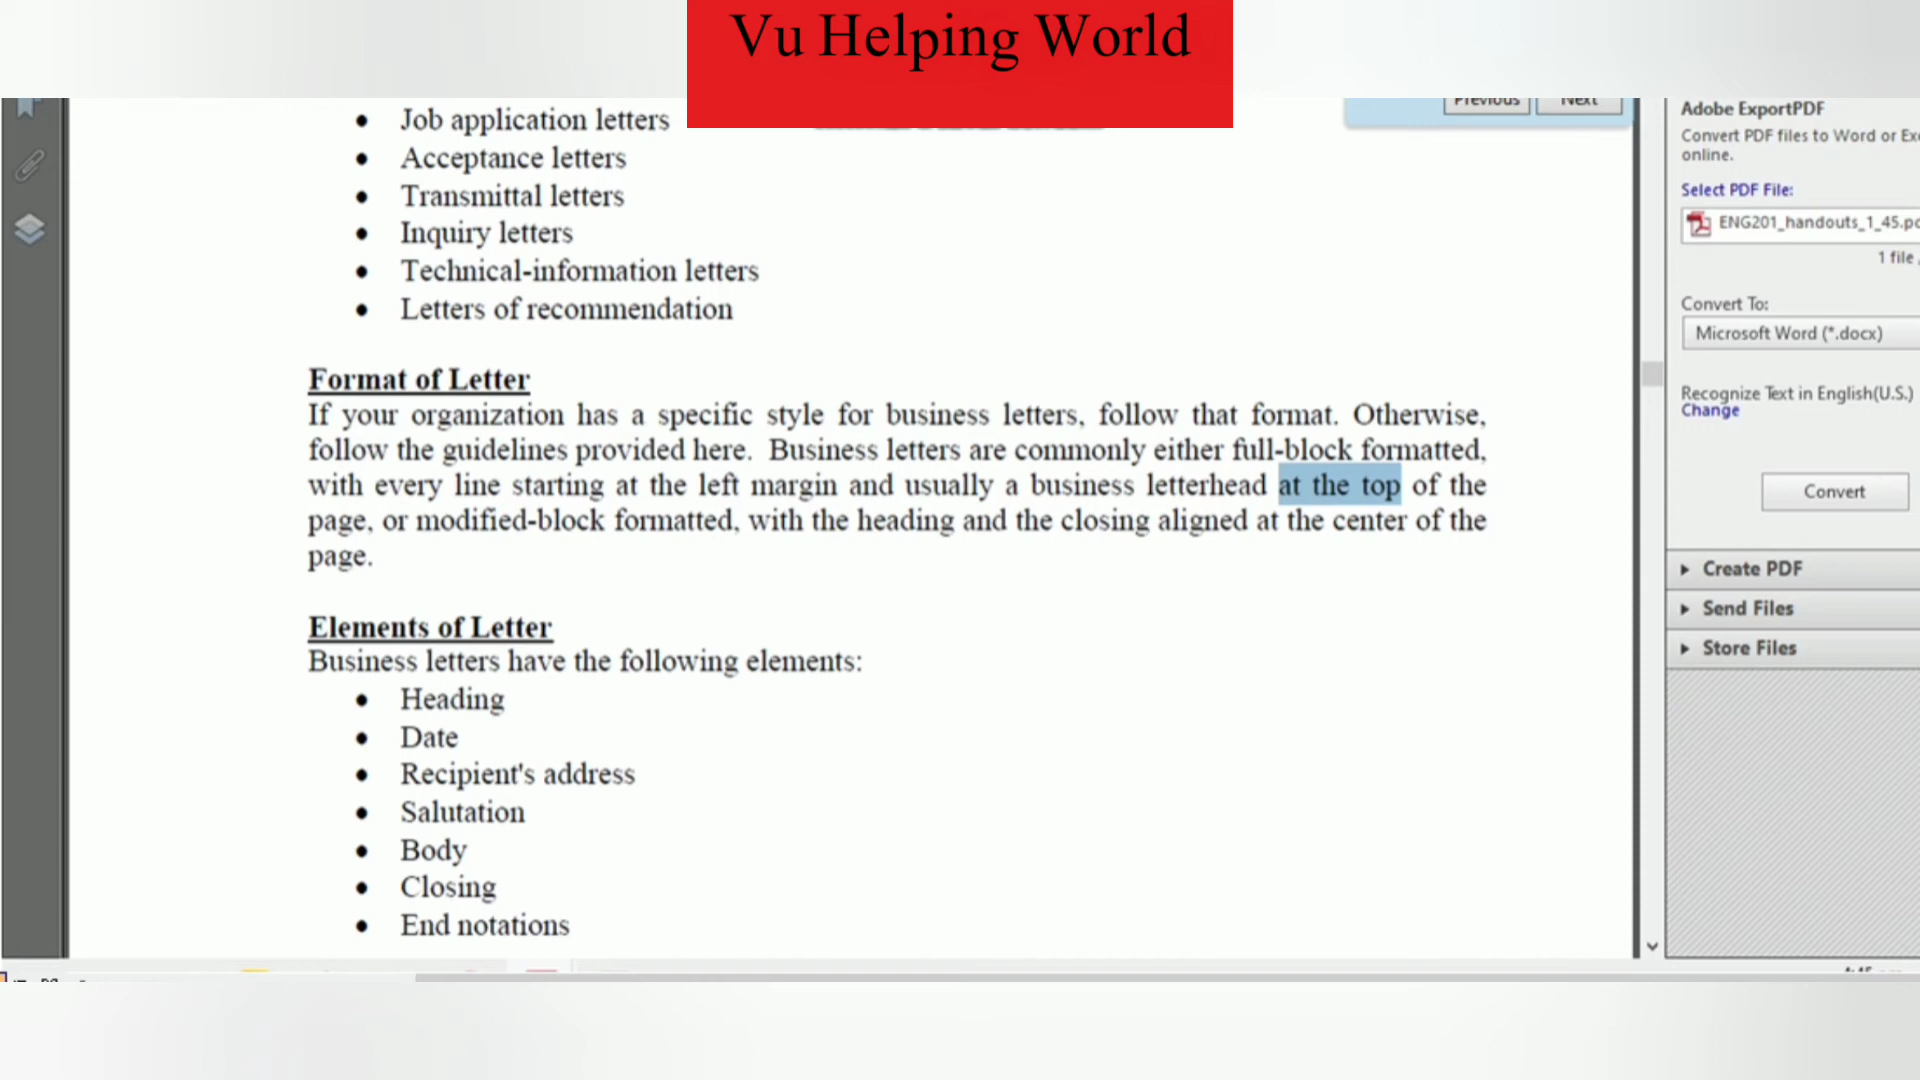 Vu Helping World
Previous Next
• Job application letters
• Acceptance letters
• Transmittal letters
• Inquiry letters
• Technical-information letters
• Letters of recommendation
Format of Letter
If your organization has a specific style for business letters, follow that format. Otherwise,
follow the guidelines provided here. Business letters are commonly either full-block formatted,
with every line starting at the left margin and usually a business letterhead at the top of the
page, or modified-block formatted, with the heading and the closing aligned at the center of the
page.
Elements of Letter
Business letters have the following elements:
• Heading
• Date
• Recipient's address
• Salutation
• Body
• Closing
• End notations
Adobe ExportPDF
Convert PDF files to Word or
online.
Select PDF File:
ENG201_handouts_1_45
1 file
Convert To:
Microsoft Word (*.docx)
Recognize Text in English(U.S.)
Change
Convert
Create PDF
Send Files
Store Files